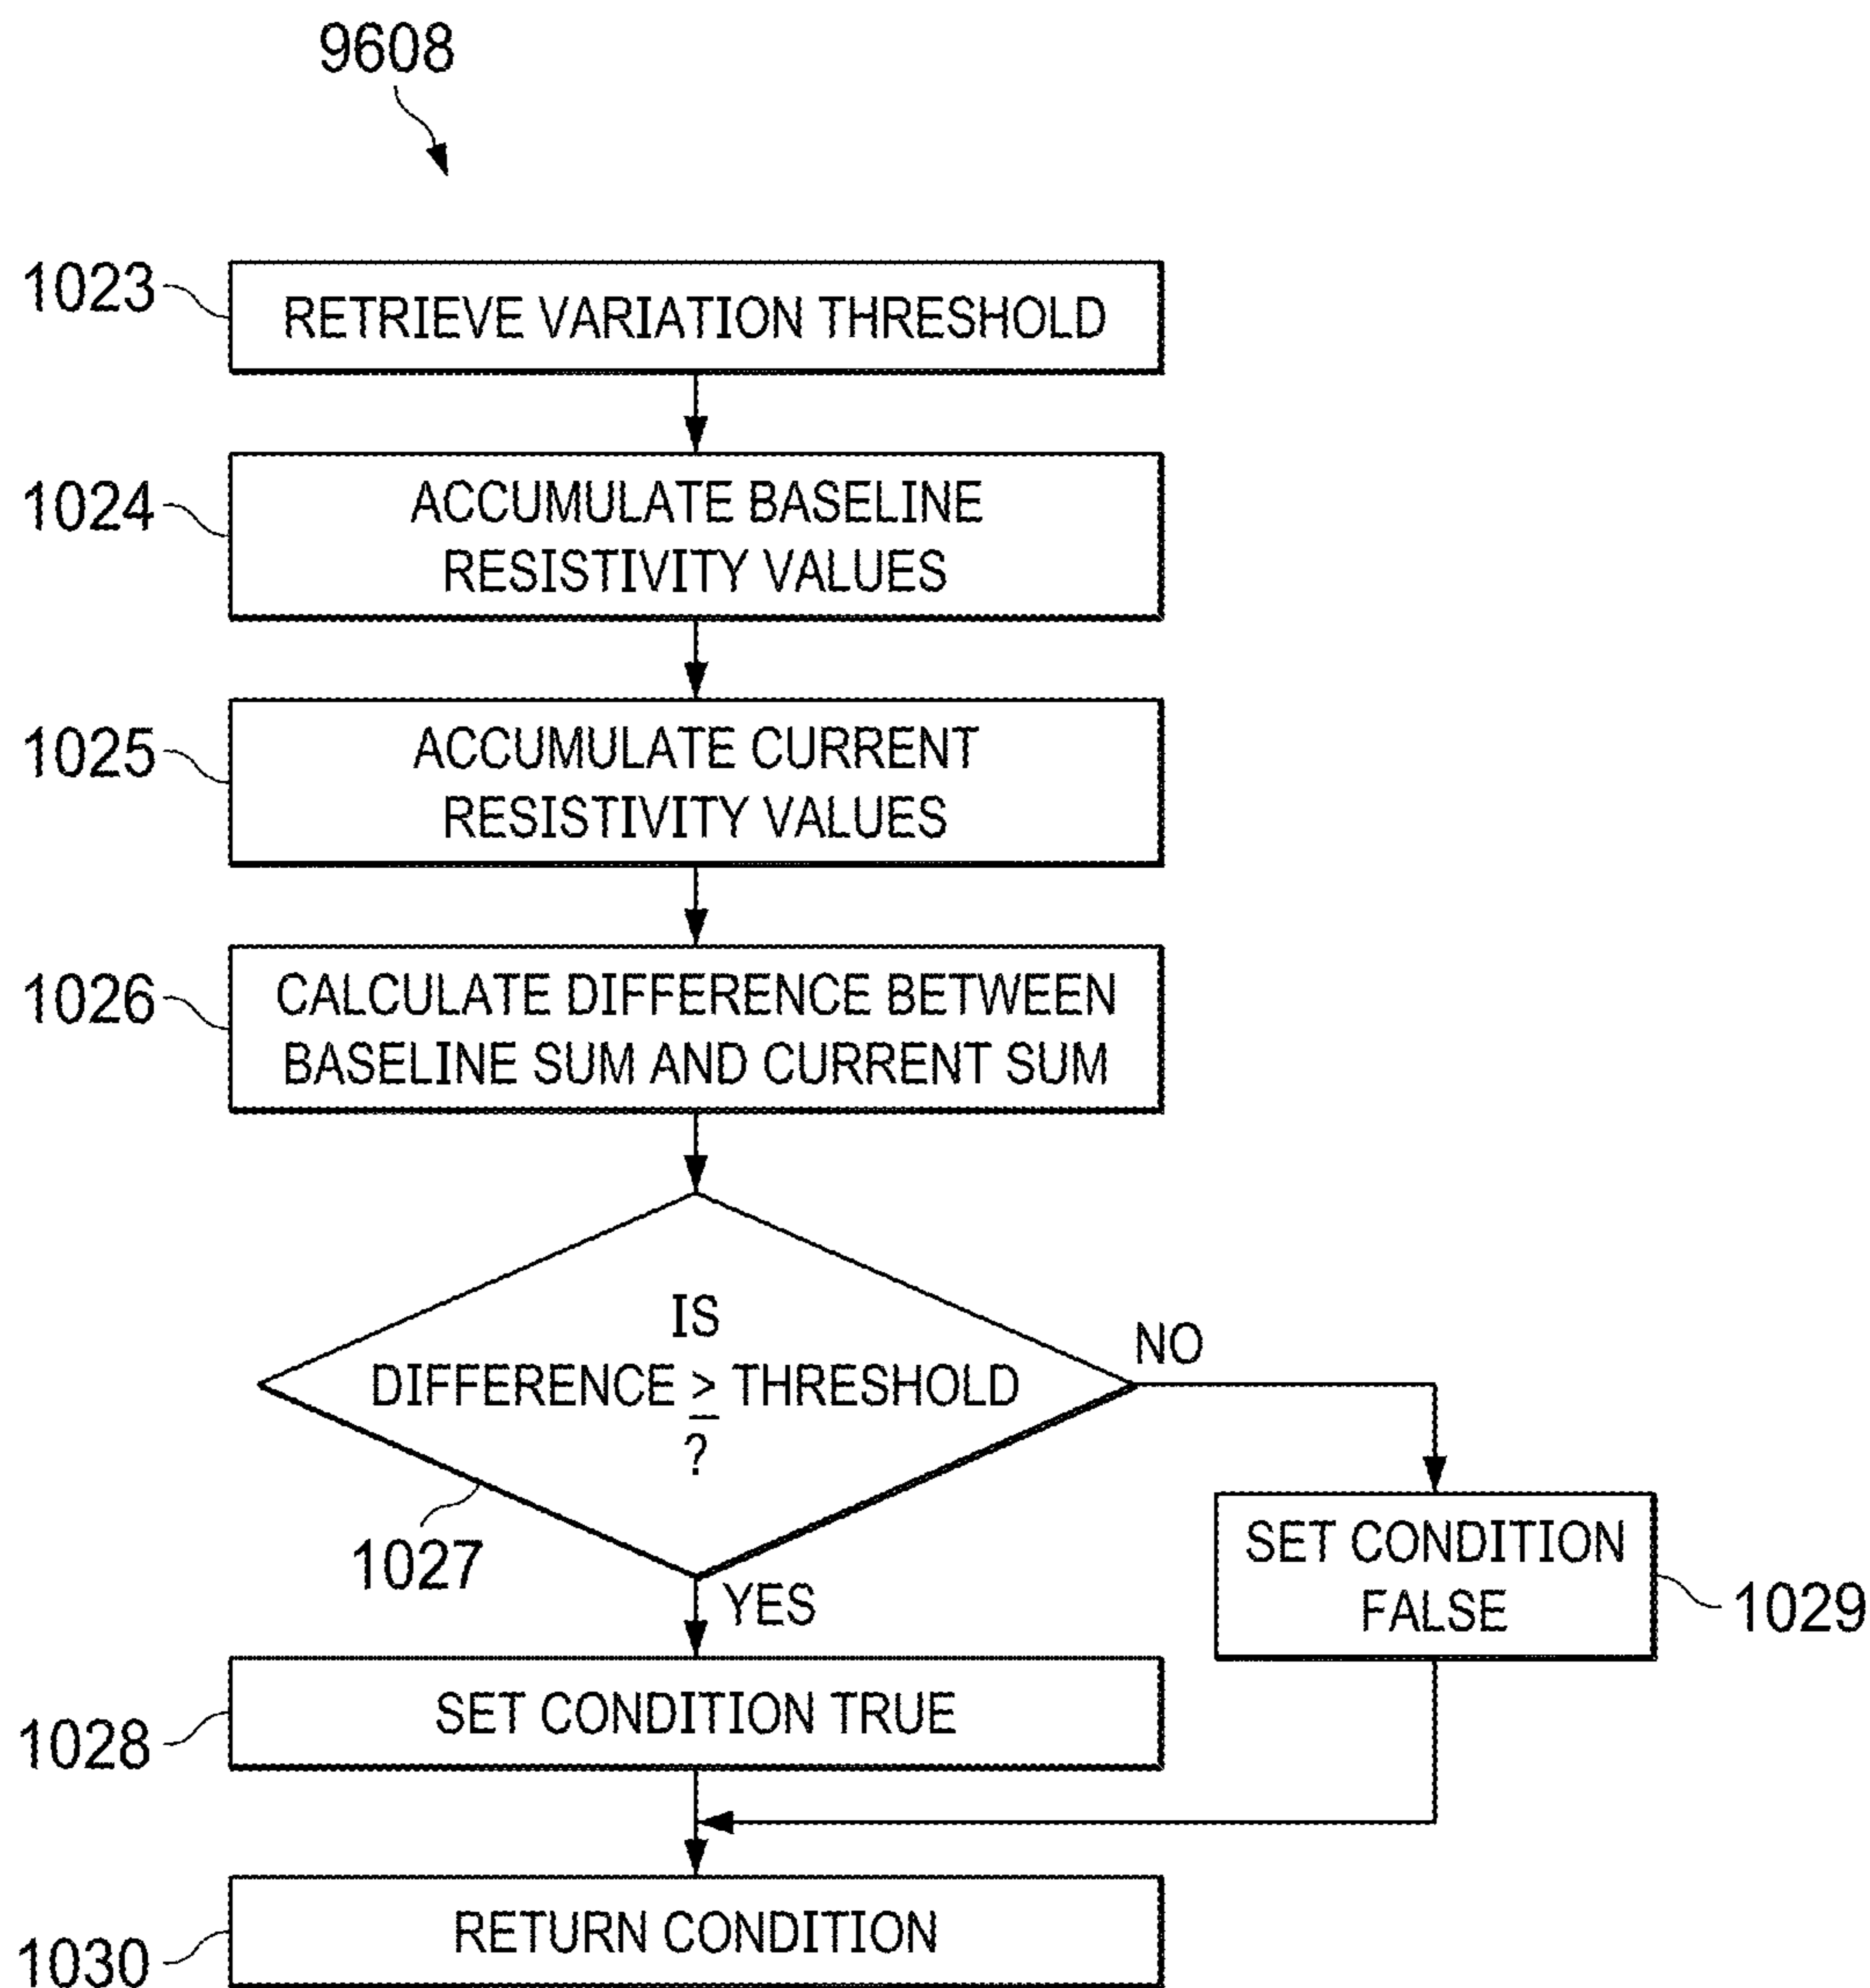 9608
1023
RETRIEVE VARIATION THRESHOLD
1024
ACCUMULATE BASELINE
RESISTIVITY VALUES
1025
ACCUMULATE CURRENT
RESISTIVITY VALUES
1026
CALCULATE DIFFERENCE BETWEEN
BASELINE SUM AND CURRENT SUM
IS
DIFFERENCE ≥ THRESHOLD
?
NO
1027
YES
SET CONDITION
FALSE
1029
1028
SET CONDITION TRUE
1030
RETURN CONDITION